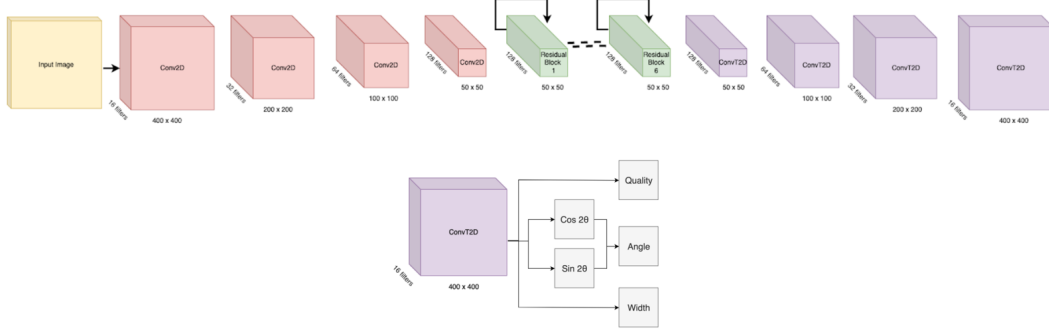 Input Image
16 filters
Conv2D
400 x 400
32 filters
Conv2D
200 x 200
64 filters
Conv2D
100 x 100
128 filters
Conv2D
50 x 50
128 filters
Residual
Block
1
50 x 50
128 filters
Residual
Block
6
50 x 50
128 filters
ConvT2D
50 x 50
64 filters
ConvT2D
100 x 100
32 filters
ConvT2D
200 x 200
16 filters
ConvT2D
400 x 400
16 filters
ConvT2D
400 x 400
Quality
Cos 2θ
Angle
Sin 2θ
Width